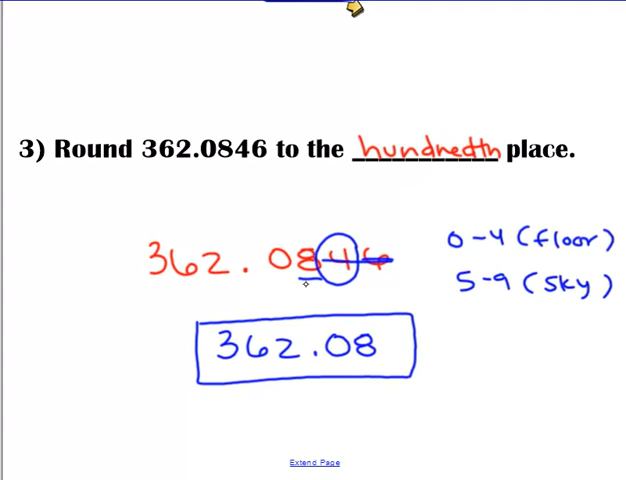 3) Round 362.0846 to the hundredth place.
362.0846
0-4 (floor)
5-9 (sky)
362.08
Extend Page